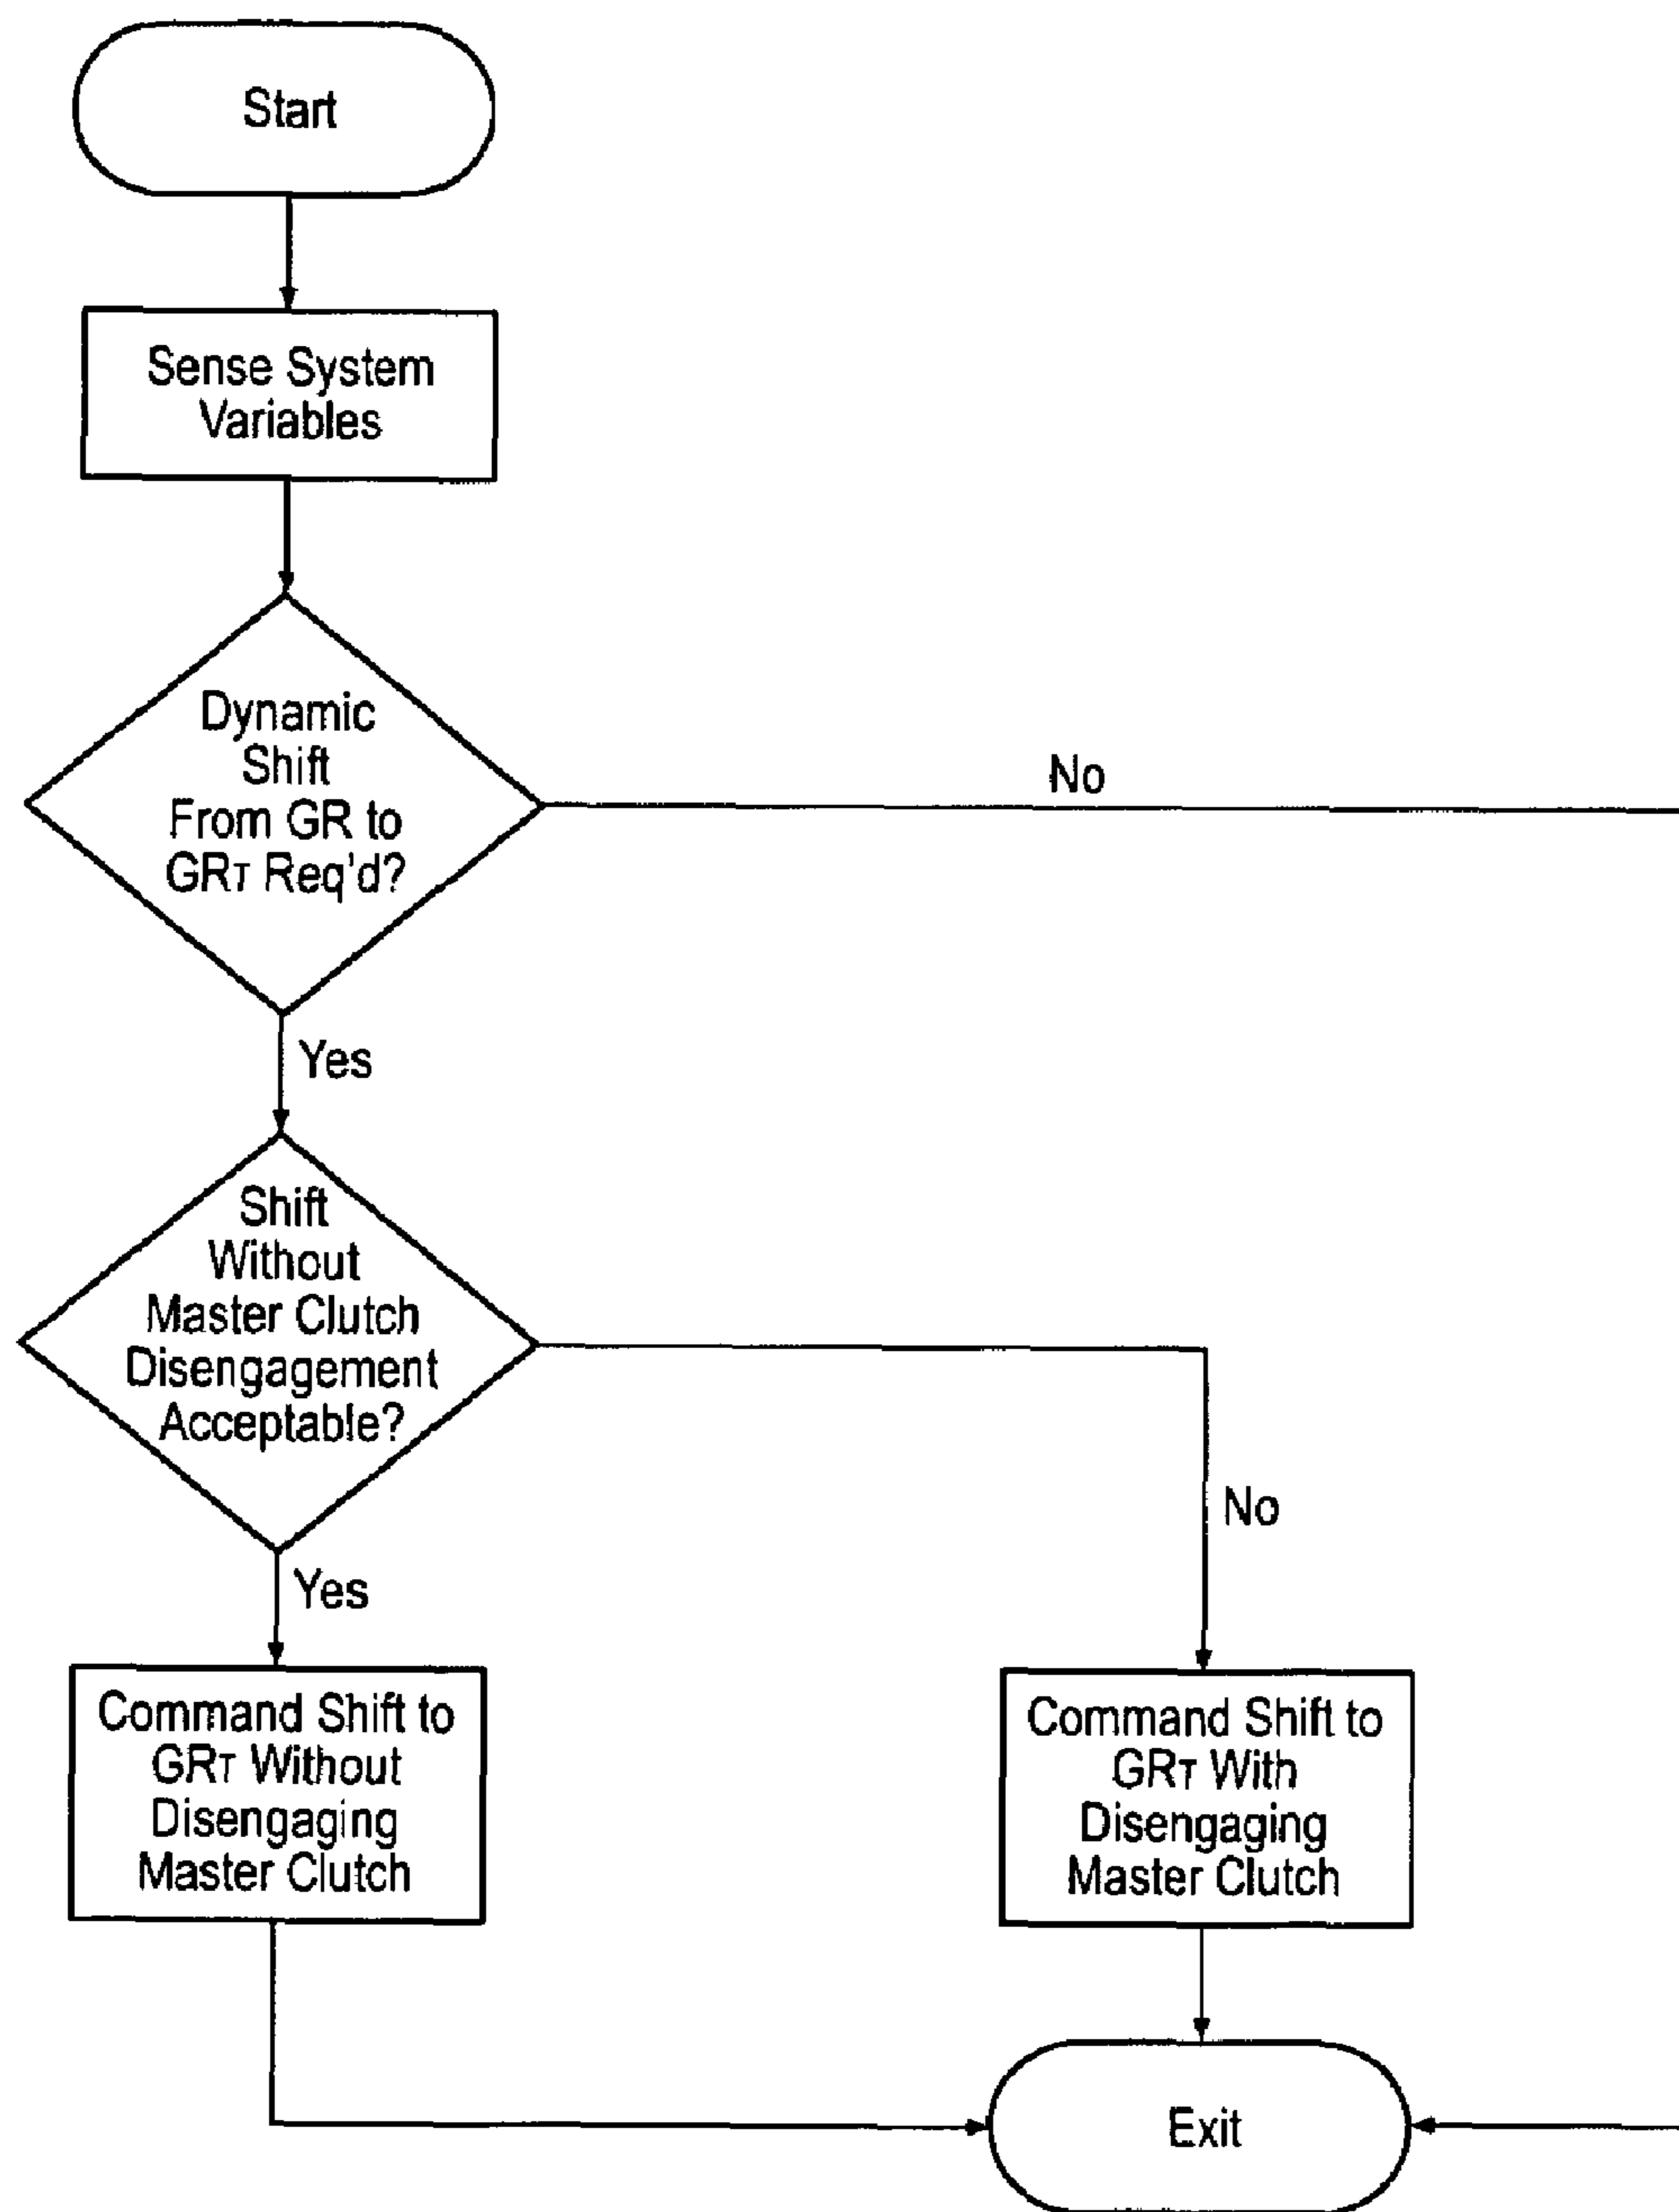 Start
Sense System
Variables
Dynamic
Shift
From GR to
GRT Req'd?
No
Yes
Shift
Without
Master Clutch
Disengagement
Acceptable?
No
Yes
Command Shift to
GRT Without
Disengaging
Master Clutch
Command Shift to
GRT With
Disengaging
Master Clutch
Exit